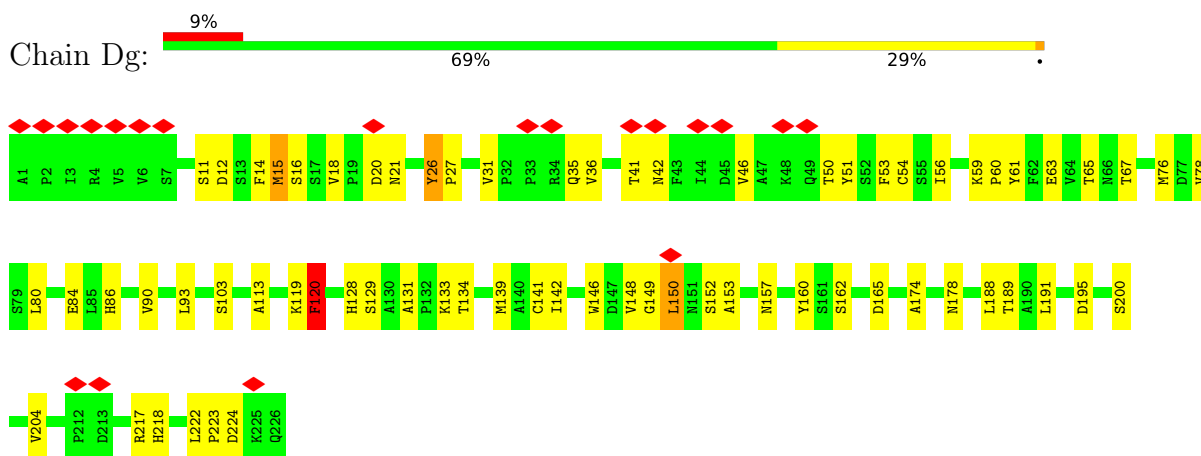 9%
Chain Dg:
69% 29% •
A1 P2 I3 R4 V5 V6 S7 S11 D12 S13 F14 M15 S16 S17 V18 P19 D20 N21 Y26 P27 V31 P32 P33 R34 Q35 V36 T41 N42 F43 I44 D45 V46 A47 K48 Q49 T50 Y51 S52 F53 C54 S55 I56 K59 P60 Y61 F62 E63 V64 T65 N66 T67 M76 D77 V78
S79 L80 E84 L85 H86 V90 L93 S103 A113 K119 F120 H128 S129 A130 A131 P132 K133 T134 M139 A140 C141 I142 W146 D147 V148 G149 L150 N151 S152 A153 N157 Y160 S161 S162 D165 A174 N178 L188 T189 A190 L191 D195 S200
V204 P212 D213 R217 H218 L222 P223 D224 K225 Q226